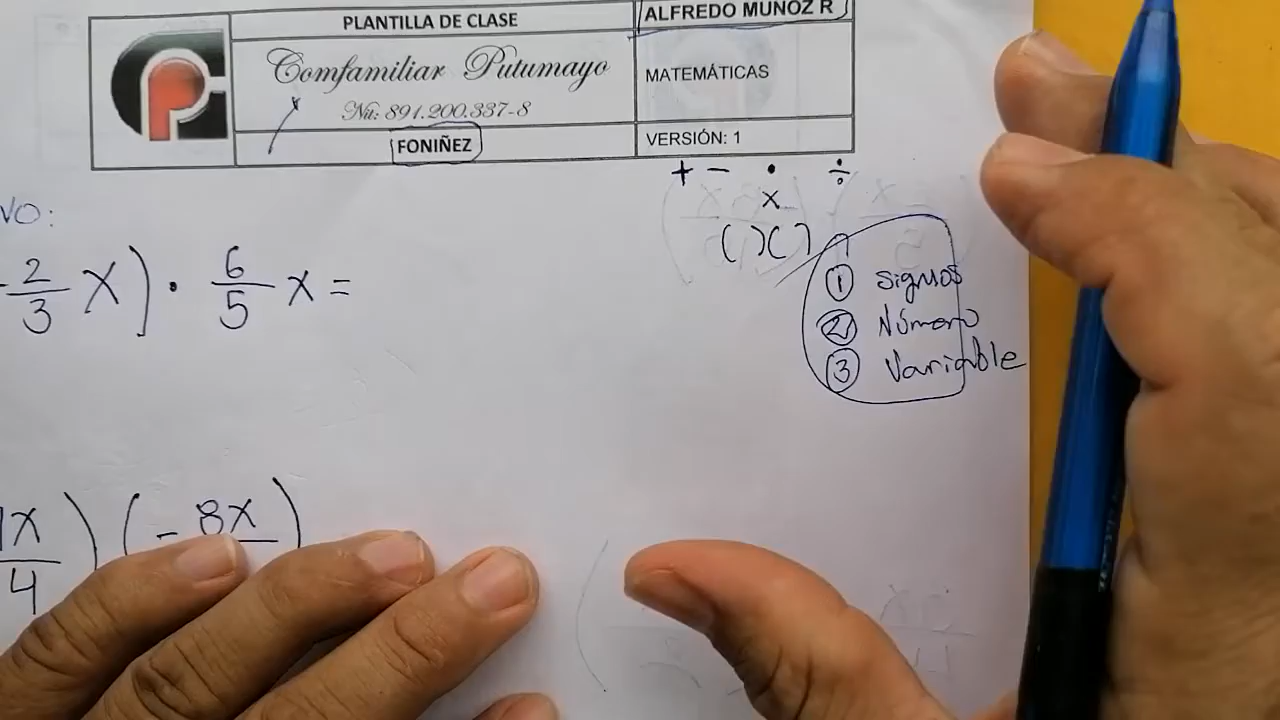 PLANTILLA DE CLASE
ALFREDO MUÑOZ R
Comfamiliar Putumayo
Nit: 891.200.337-8
MATEMÁTICAS
FONIÑEZ
VERSIÓN: 1
+ - • ÷
x
( )( )
VO:
- 2/3 X) · 6/5 X =
① Signos
② Número
③ Variable
X/4) (- 8X)